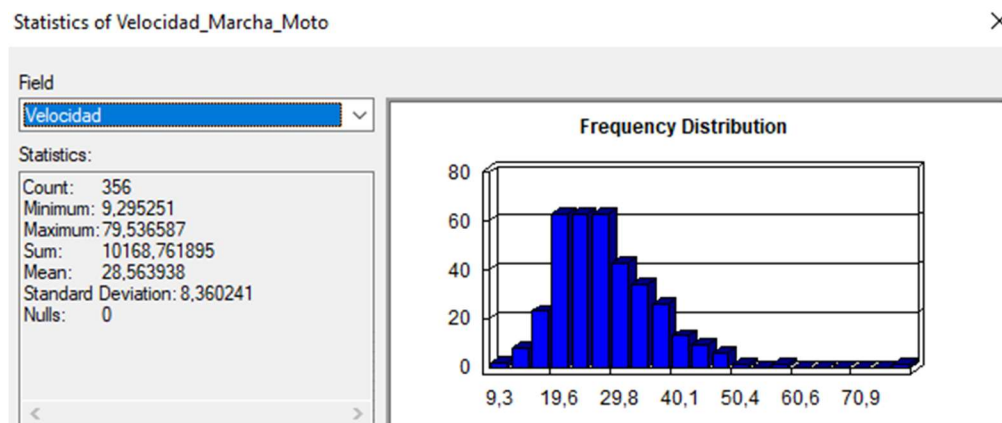 Statistics of Velocidad_Marcha_Moto
Field
Velocidad
Statistics:
Count: 356
Minimum: 9,295251
Maximum: 79,536587
Sum: 10168,761895
Mean: 28,563938
Standard Deviation: 8,360241
Nulls: 0
Frequency Distribution
80
60
40
20
0
9,3 19,6 29,8 40,1 50,4 60,6 70,9